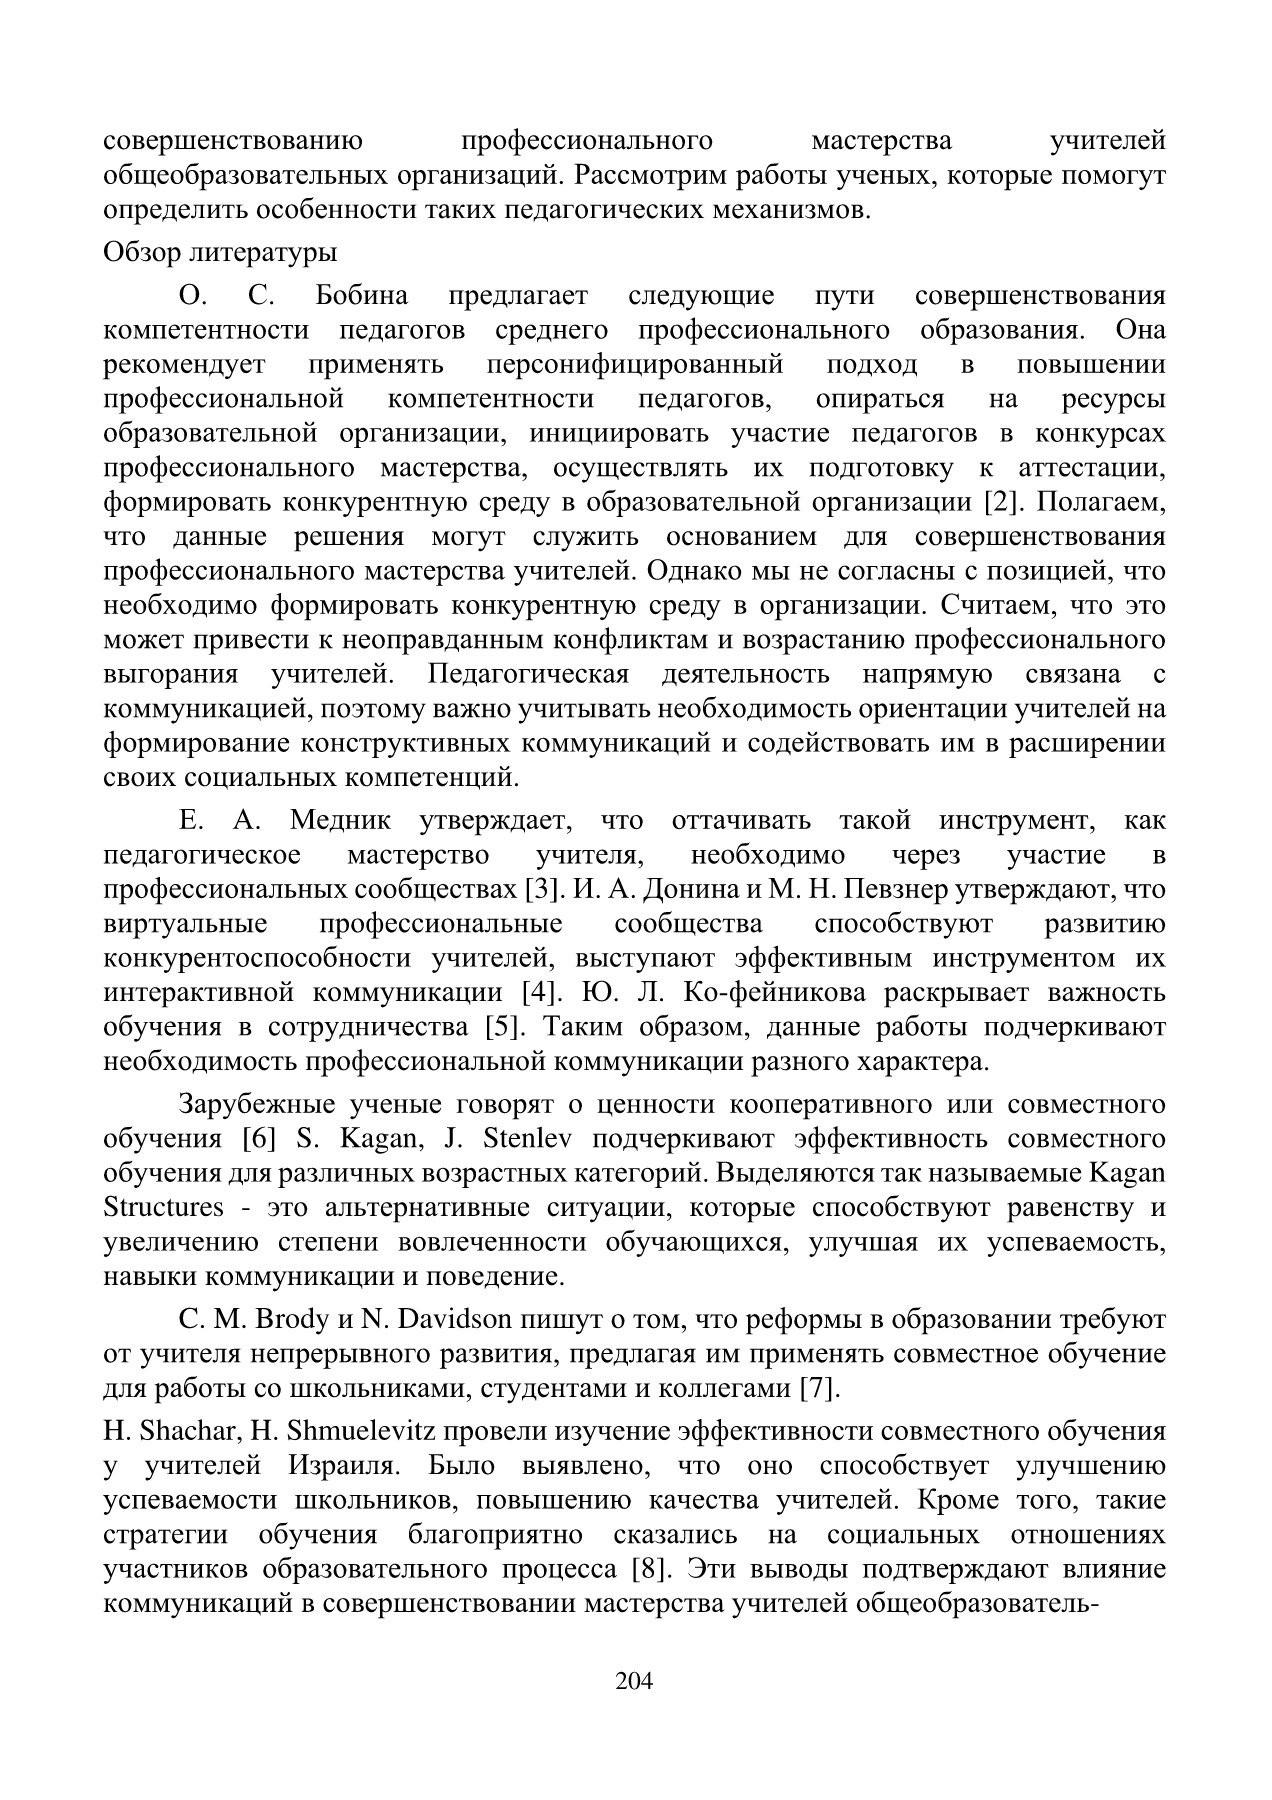 совершенствованию профессионального мастерства учителей
общеобразовательных организаций. Рассмотрим работы ученых, которые помогут
определить особенности таких педагогических механизмов.
Обзор литературы
О. С. Бобина предлагает следующие пути совершенствования
компетентности педагогов среднего профессионального образования. Она
рекомендует применять персонифицированный подход в повышении
профессиональной компетентности педагогов, опираться на ресурсы
образовательной организации, инициировать участие педагогов в конкурсах
профессионального мастерства, осуществлять их подготовку к аттестации,
формировать конкурентную среду в образовательной организации [2]. Полагаем,
что данные решения могут служить основанием для совершенствования
профессионального мастерства учителей. Однако мы не согласны с позицией, что
необходимо формировать конкурентную среду в организации. Считаем, что это
может привести к неоправданным конфликтам и возрастанию профессионального
выгорания учителей. Педагогическая деятельность напрямую связана с
коммуникацией, поэтому важно учитывать необходимость ориентации учителей на
формирование конструктивных коммуникаций и содействовать им в расширении
своих социальных компетенций.
Е. А. Медник утверждает, что оттачивать такой инструмент, как
педагогическое мастерство учителя, необходимо через участие в
профессиональных сообществах [3]. И. А. Донина и М. Н. Певзнер утверждают, что
виртуальные профессиональные сообщества способствуют развитию
конкурентоспособности учителей, выступают эффективным инструментом их
интерактивной коммуникации [4]. Ю. Л. Ко-фейникова раскрывает важность
обучения в сотрудничества [5]. Таким образом, данные работы подчеркивают
необходимость профессиональной коммуникации разного характера.
Зарубежные ученые говорят о ценности кооперативного или совместного
обучения [6] S. Kagan, J. Stenlev подчеркивают эффективность совместного
обучения для различных возрастных категорий. Выделяются так называемые Kagan
Structures - это альтернативные ситуации, которые способствуют равенству и
увеличению степени вовлеченности обучающихся, улучшая их успеваемость,
навыки коммуникации и поведение.
C. M. Brody и N. Davidson пишут о том, что реформы в образовании требуют
от учителя непрерывного развития, предлагая им применять совместное обучение
для работы со школьниками, студентами и коллегами [7].
H. Shachar, H. Shmuelevitz провели изучение эффективности совместного обучения
у учителей Израиля. Было выявлено, что оно способствует улучшению
успеваемости школьников, повышению качества учителей. Кроме того, такие
стратегии обучения благоприятно сказались на социальных отношениях
участников образовательного процесса [8]. Эти выводы подтверждают влияние
коммуникаций в совершенствовании мастерства учителей общеобразователь-
204